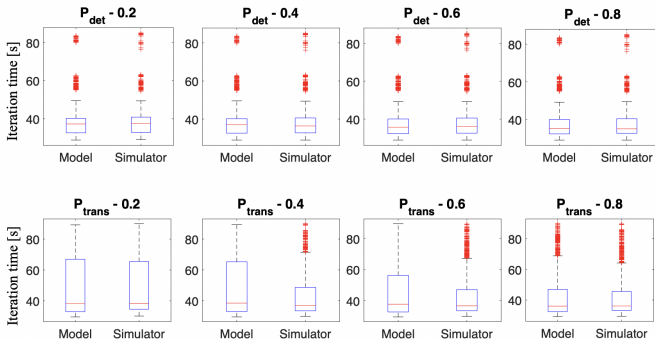 P_det - 0.2 P_det - 0.4 P_det - 0.6 P_det - 0.8
Iteration time [s]
80 80 80 80
60 60 60 60
40 40 40 40
Model Simulator Model Simulator Model Simulator Model Simulator
P_trans - 0.2 P_trans - 0.4 P_trans - 0.6 P_trans - 0.8
Iteration time [s]
80 80 80 80
60 60 60 60
40 40 40 40
Model Simulator Model Simulator Model Simulator Model Simulator